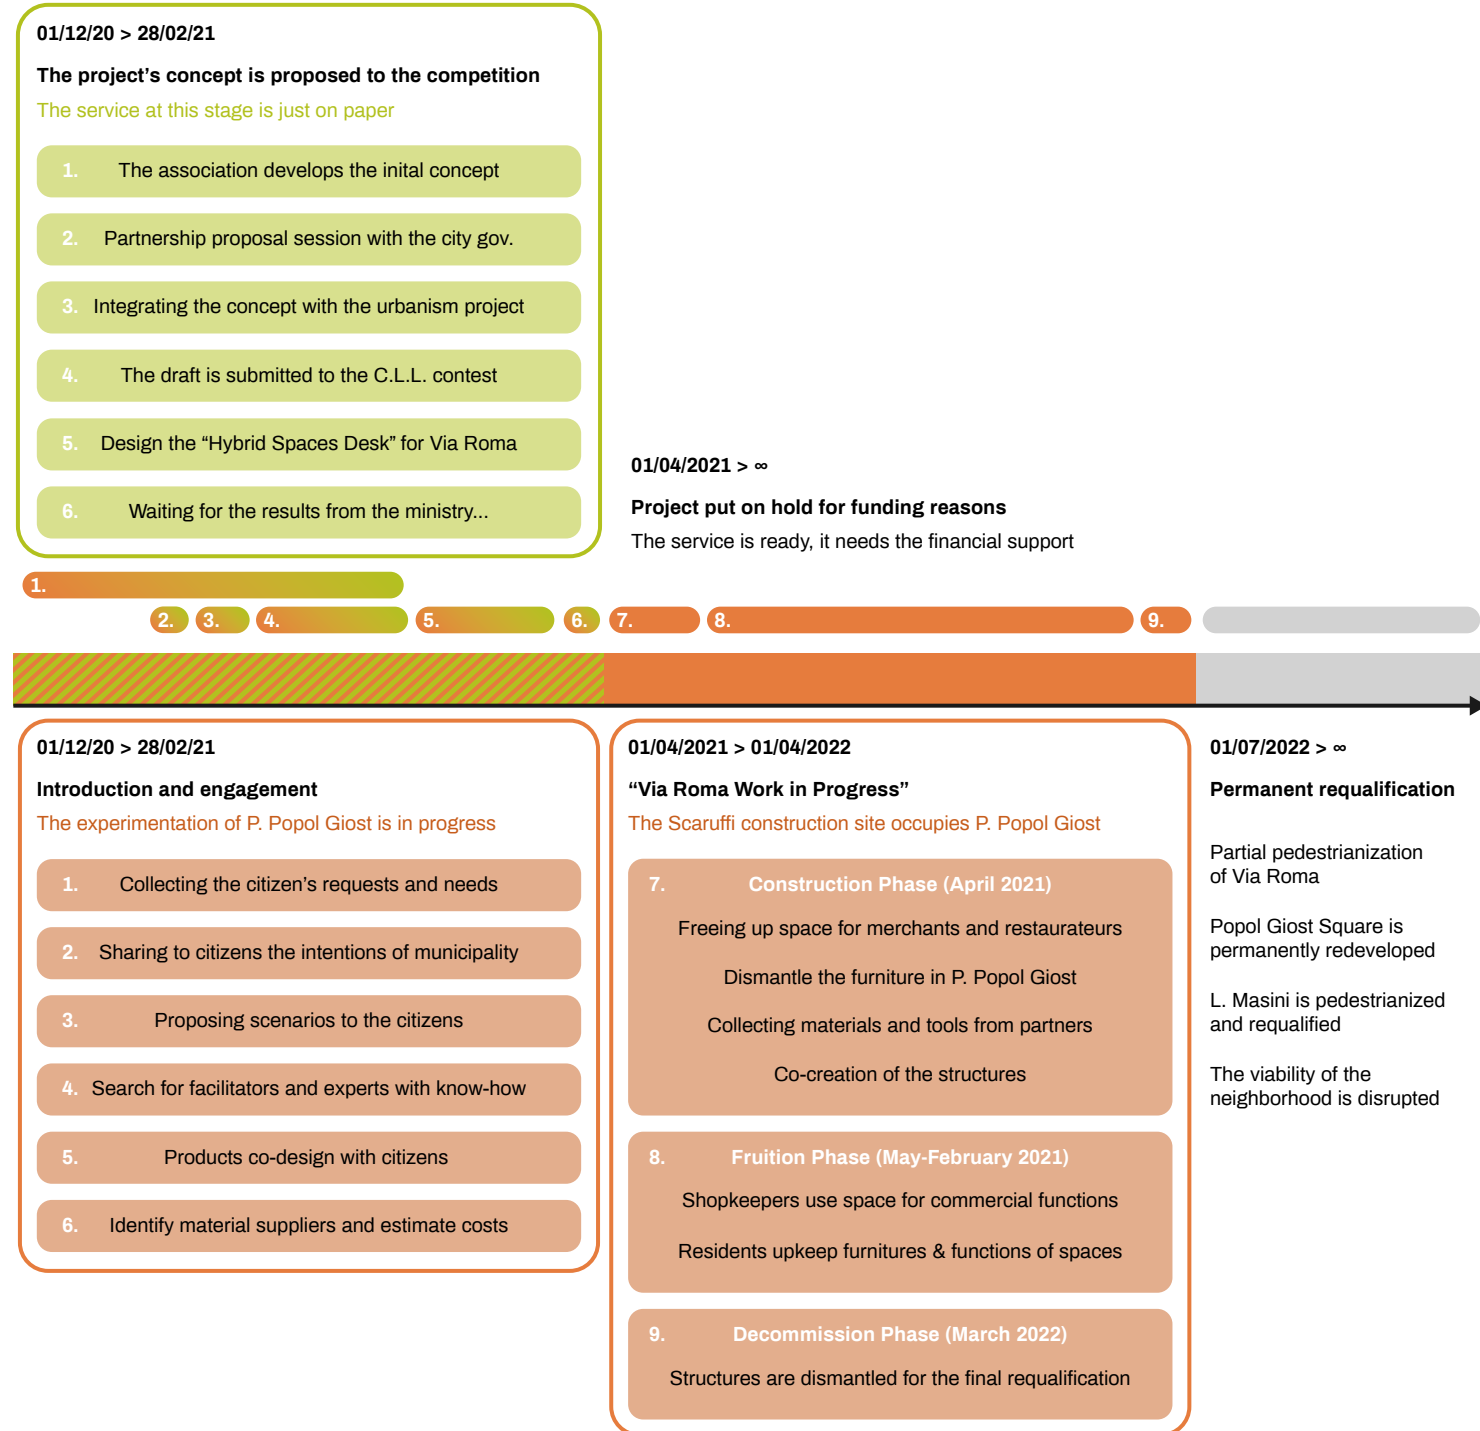 01/12/20 > 28/02/21
The project’s concept is proposed to the competition
The service at this stage is just on paper
1. The association develops the inital concept
2. Partnership proposal session with the city gov.
3. Integrating the concept with the urbanism project
4. The draft is submitted to the C.L.L. contest
5. Design the “Hybrid Spaces Desk” for Via Roma
6. Waiting for the results from the ministry...
01/04/2021 > ∞
Project put on hold for funding reasons
The service is ready, it needs the financial support
1.
2. 3. 4. 5. 6. 7. 8. 9.
01/12/20 > 28/02/21
Introduction and engagement
The experimentation of P. Popol Giost is in progress
1. Collecting the citizen’s requests and needs
2. Sharing to citizens the intentions of municipality
3. Proposing scenarios to the citizens
4. Search for facilitators and experts with know-how
5. Products co-design with citizens
6. Identify material suppliers and estimate costs
01/04/2021 > 01/04/2022
“Via Roma Work in Progress”
The Scaruffi construction site occupies P. Popol Giost
7. Construction Phase (April 2021)
Freeing up space for merchants and restaurateurs
Dismantle the furniture in P. Popol Giost
Collecting materials and tools from partners
Co-creation of the structures
8. Fruition Phase (May-February 2021)
Shopkeepers use space for commercial functions
Residents upkeep furnitures & functions of spaces
9. Decommission Phase (March 2022)
Structures are dismantled for the final requalification
01/07/2022 > ∞
Permanent requalification
Partial pedestrianization
of Via Roma
Popol Giost Square is
permanently redeveloped
L. Masini is pedestrianized
and requalified
The viability of the
neighborhood is disrupted